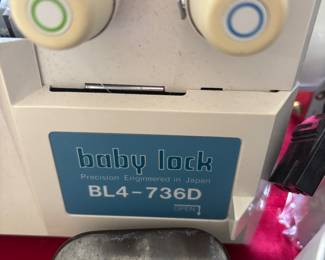 baby lock
Precision Engineered in Japan
BL4-736D
OPEN